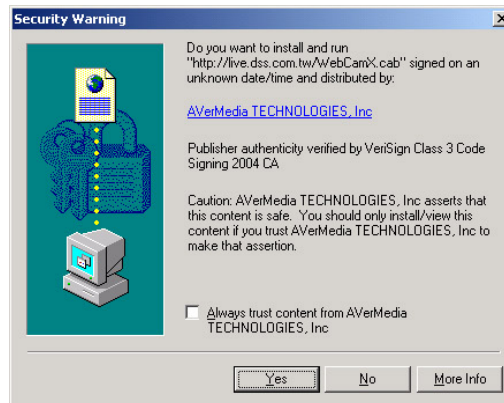 Security Warning
Do you want to install and run
"http://live.dss.com.tw/WebCamX.cab" signed on an
unknown date/time and distributed by:
AVerMedia TECHNOLOGIES, Inc
Publisher authenticity verified by VeriSign Class 3 Code
Signing 2004 CA
Caution: AVerMedia TECHNOLOGIES, Inc asserts that
this content is safe. You should only install/view this
content if you trust AVerMedia TECHNOLOGIES, Inc to
make that assertion.
Always trust content from AVerMedia
TECHNOLOGIES, Inc
Yes
No
More Info